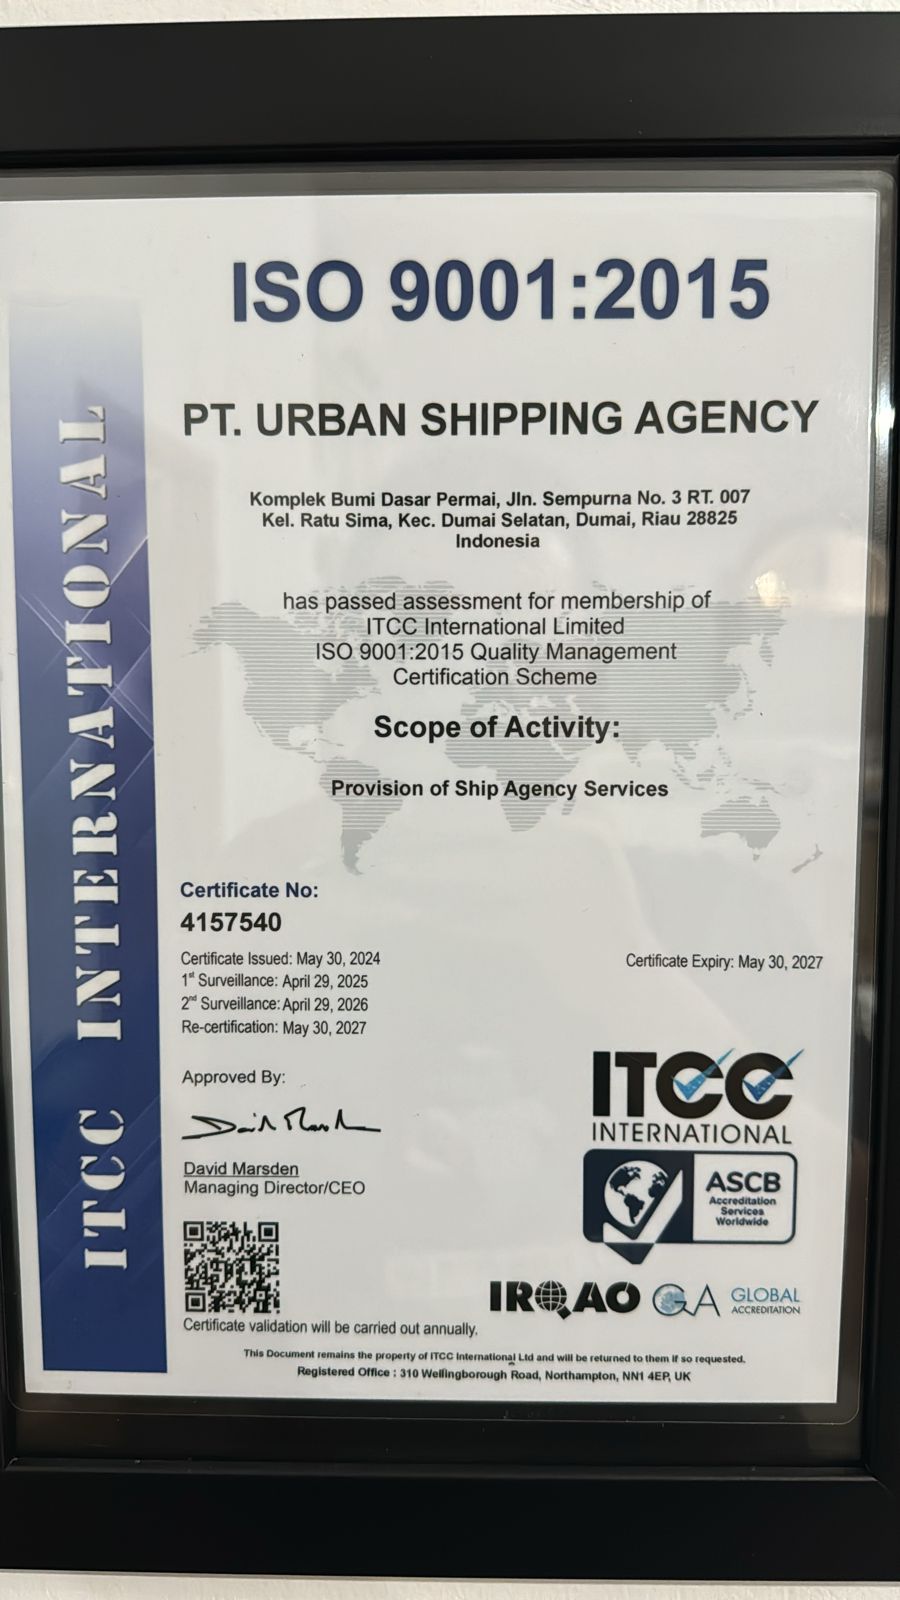 ISO 9001:2015
PT. URBAN SHIPPING AGENCY
Komplek Bumi Dasar Permai, Jln. Sempurna No. 3 RT. 007
Kel. Ratu Sima, Kec. Dumai Selatan, Dumai, Riau 28825
Indonesia
has passed assessment for membership of
ITCC International Limited
ISO 9001:2015 Quality Management
Certification Scheme
Scope of Activity:
Provision of Ship Agency Services
Certificate No:
4157540
Certificate Issued: May 30, 2024
1st Surveillance: April 29, 2025
2nd Surveillance: April 29, 2026
Re-certification: May 30, 2027
Certificate Expiry: May 30, 2027
Approved By:
David Marsden
Managing Director/CEO
ITCC
INTERNATIONAL
ASCB
Accreditation
Services
Worldwide
IRQAO
GA GLOBAL
ACCREDITATION
Certificate validation will be carried out annually.
This Document remains the property of ITCC International Ltd and will be returned to them if so requested.
Registered Office : 310 Wellingborough Road, Northampton, NN1 4EP, UK
ITCC INTERNATIONAL